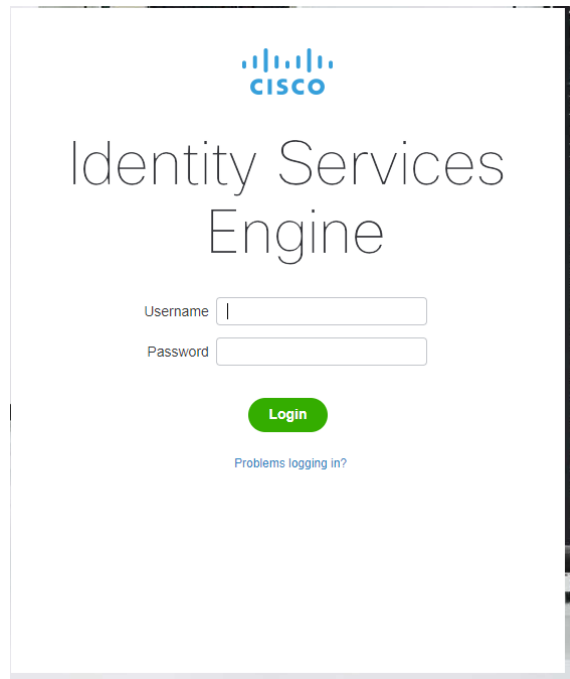 CISCO
Identity Services
Engine
Username
Password
Login
Problems logging in?